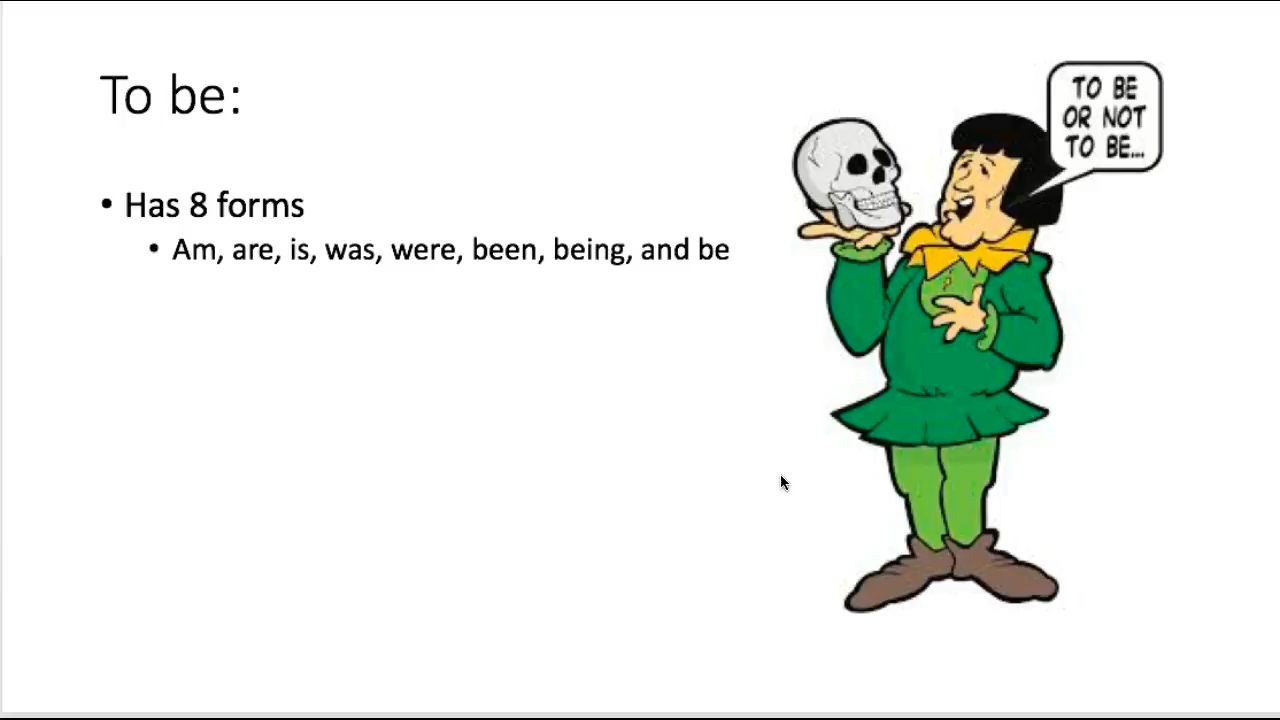 To be:
• Has 8 forms
• Am, are, is, was, were, been, being, and be
TO BE
OR NOT
TO BE...